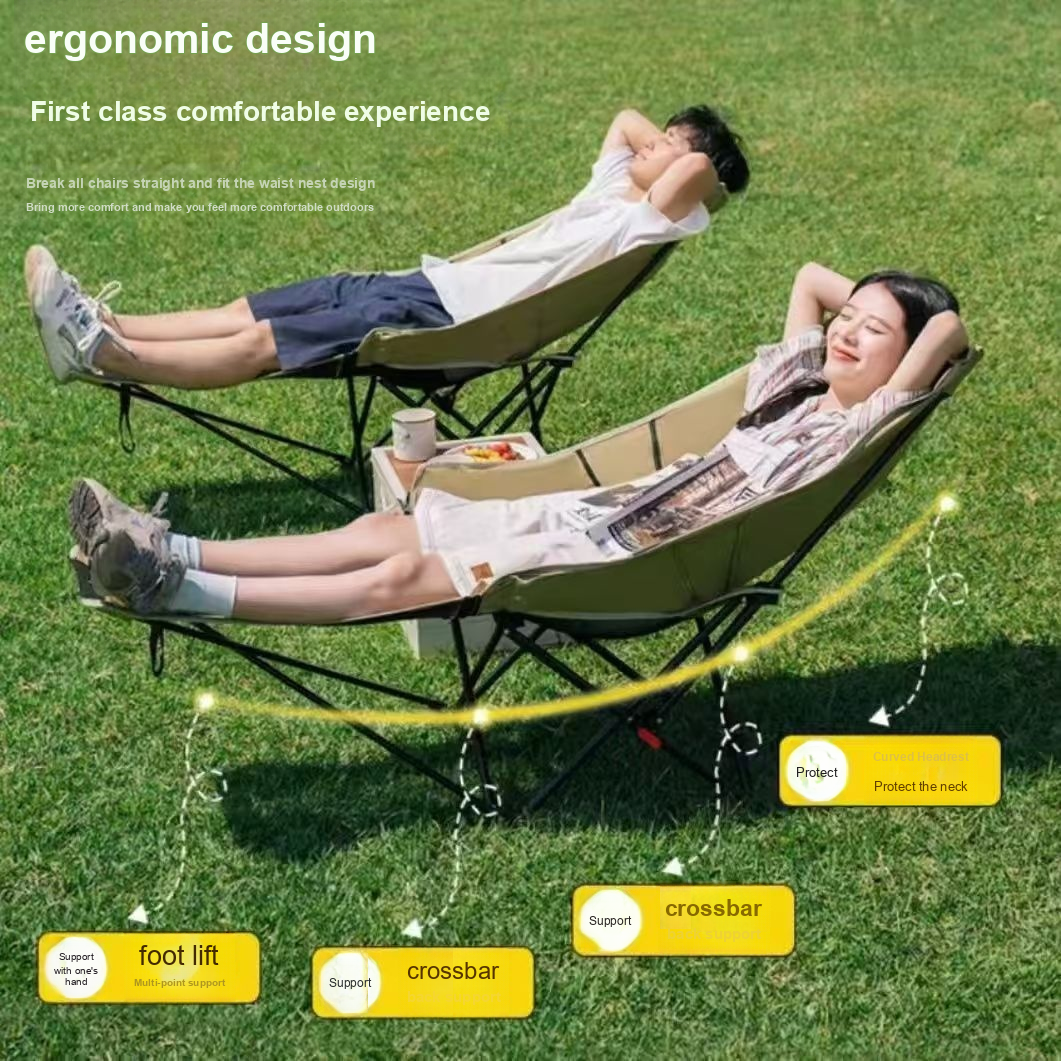 ergonomic design
First class comfortable experience
Break all chairs straight and fit the waist nest design
Bring more comfort and make you feel more comfortable outdoors
Protect
Curved Headrest
Protect the neck
Support
crossbar
Support
with one's
hand
foot lift
Multi-point support
Support
crossbar